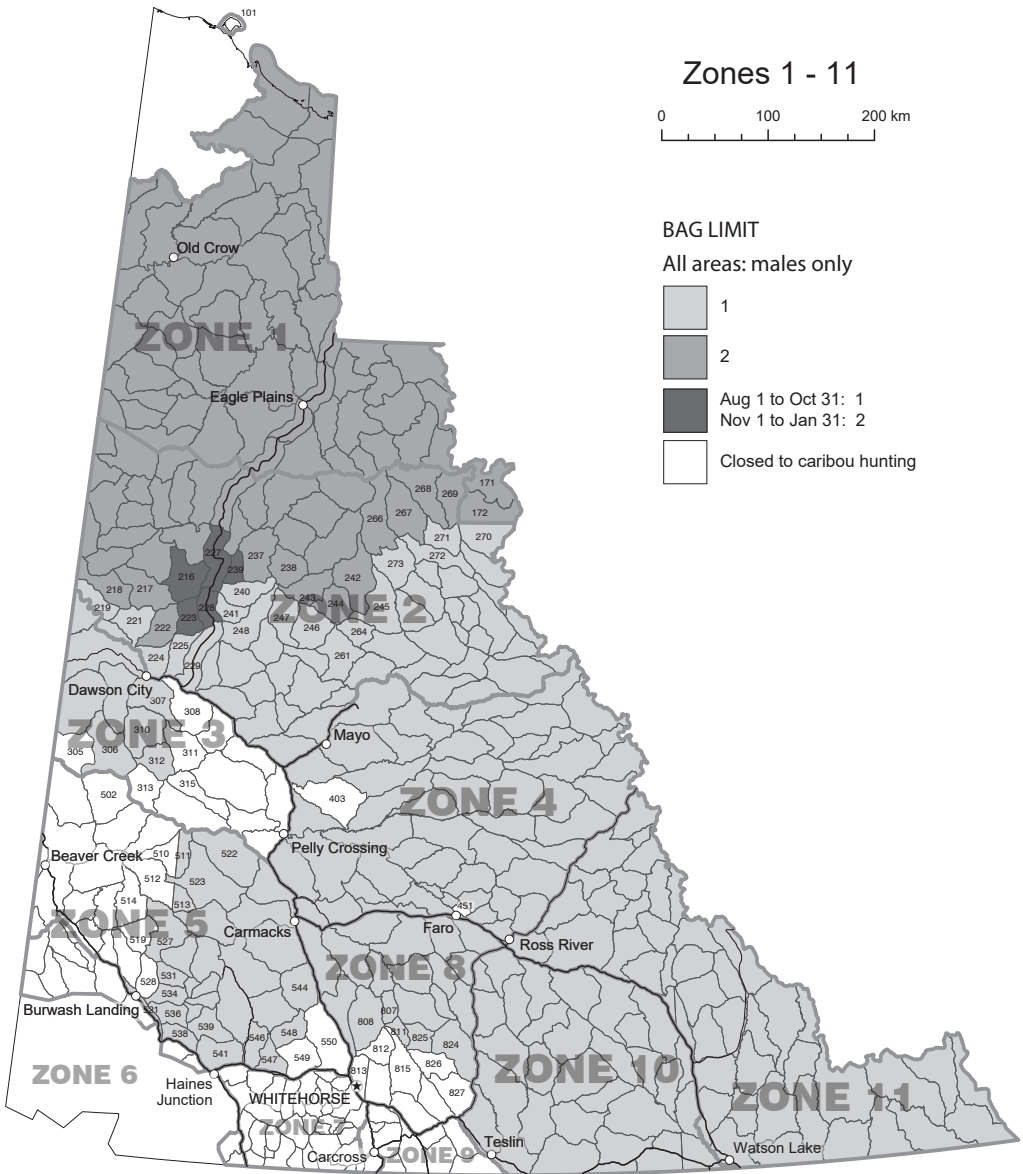 101
Zones 1 - 11
0 100 200 km
BAG LIMIT
All areas: males only
1
2
Aug 1 to Oct 31: 1
Nov 1 to Jan 31: 2
Closed to caribou hunting
Old Crow
ZONE 1
Eagle Plains
171
268
269
172
267
266
271
270
272
227
237
273
239
238
216
242
218
217
240
243
244
219
228
245
241
247
ZONE 2
221
223
222
248
246
264
225
261
224
229
Dawson City
307
308
310
ZONE 3
Mayo
305
306
311
312
313
315
502
403
ZONE 4
Pelly Crossing
Beaver Creek
510
511
522
512
523
514
513
451
ZONE 5
Carmacks
Faro
519
527
Ross River
ZONE 8
531
528
534
544
Burwash Landing
521
536
807
808
539
538
548
811
546
550
825
824
541
547
549
812
826
ZONE 6
813
815
ZONE 10
Haines
Junction
WHITEHORSE
827
ZONE 11
ZONE 7
Teslin
Carcross
ZONE 9
Watson Lake